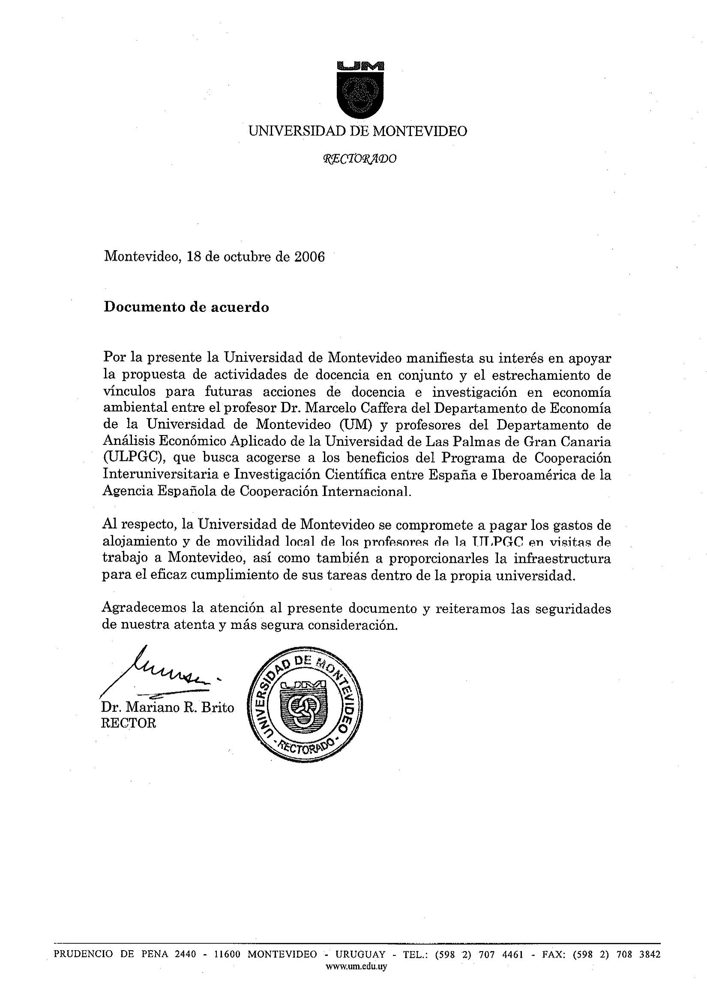 UM
UNIVERSIDAD DE MONTEVIDEO
RECTORADO
Montevideo, 18 de octubre de 2006
Documento de acuerdo
Por la presente la Universidad de Montevideo manifiesta su interés en apoyar
la propuesta de actividades de docencia en conjunto y el estrechamiento de
vínculos para futuras acciones de docencia e investigación en economía
ambiental entre el profesor Dr. Marcelo Caffera del Departamento de Economía
de la Universidad de Montevideo (UM) y profesores del Departamento de
Análisis Económico Aplicado de la Universidad de Las Palmas de Gran Canaria
(ULPGC), que busca acogerse a los beneficios del Programa de Cooperación
Interuniversitaria e Investigación Científica entre España e Iberoamérica de la
Agencia Española de Cooperación Internacional.
Al respecto, la Universidad de Montevideo se compromete a pagar los gastos de
alojamiento y de movilidad local de los profesores de la ULPGC en visitas de
trabajo a Montevideo, así como también a proporcionarles la infraestructura
para el eficaz cumplimiento de sus tareas dentro de la propia universidad.
Agradecemos la atención al presente documento y reiteramos las seguridades
de nuestra atenta y más segura consideración.
Dr. Mariano R. Brito
RECTOR
UNIVERSIDAD DE MONTEVIDEO
UM
- RECTORADO -
PRUDENCIO DE PENA 2440 - 11600 MONTEVIDEO - URUGUAY - TEL.: (598 2) 707 4461 - FAX: (598 2) 708 3842
www.um.edu.uy